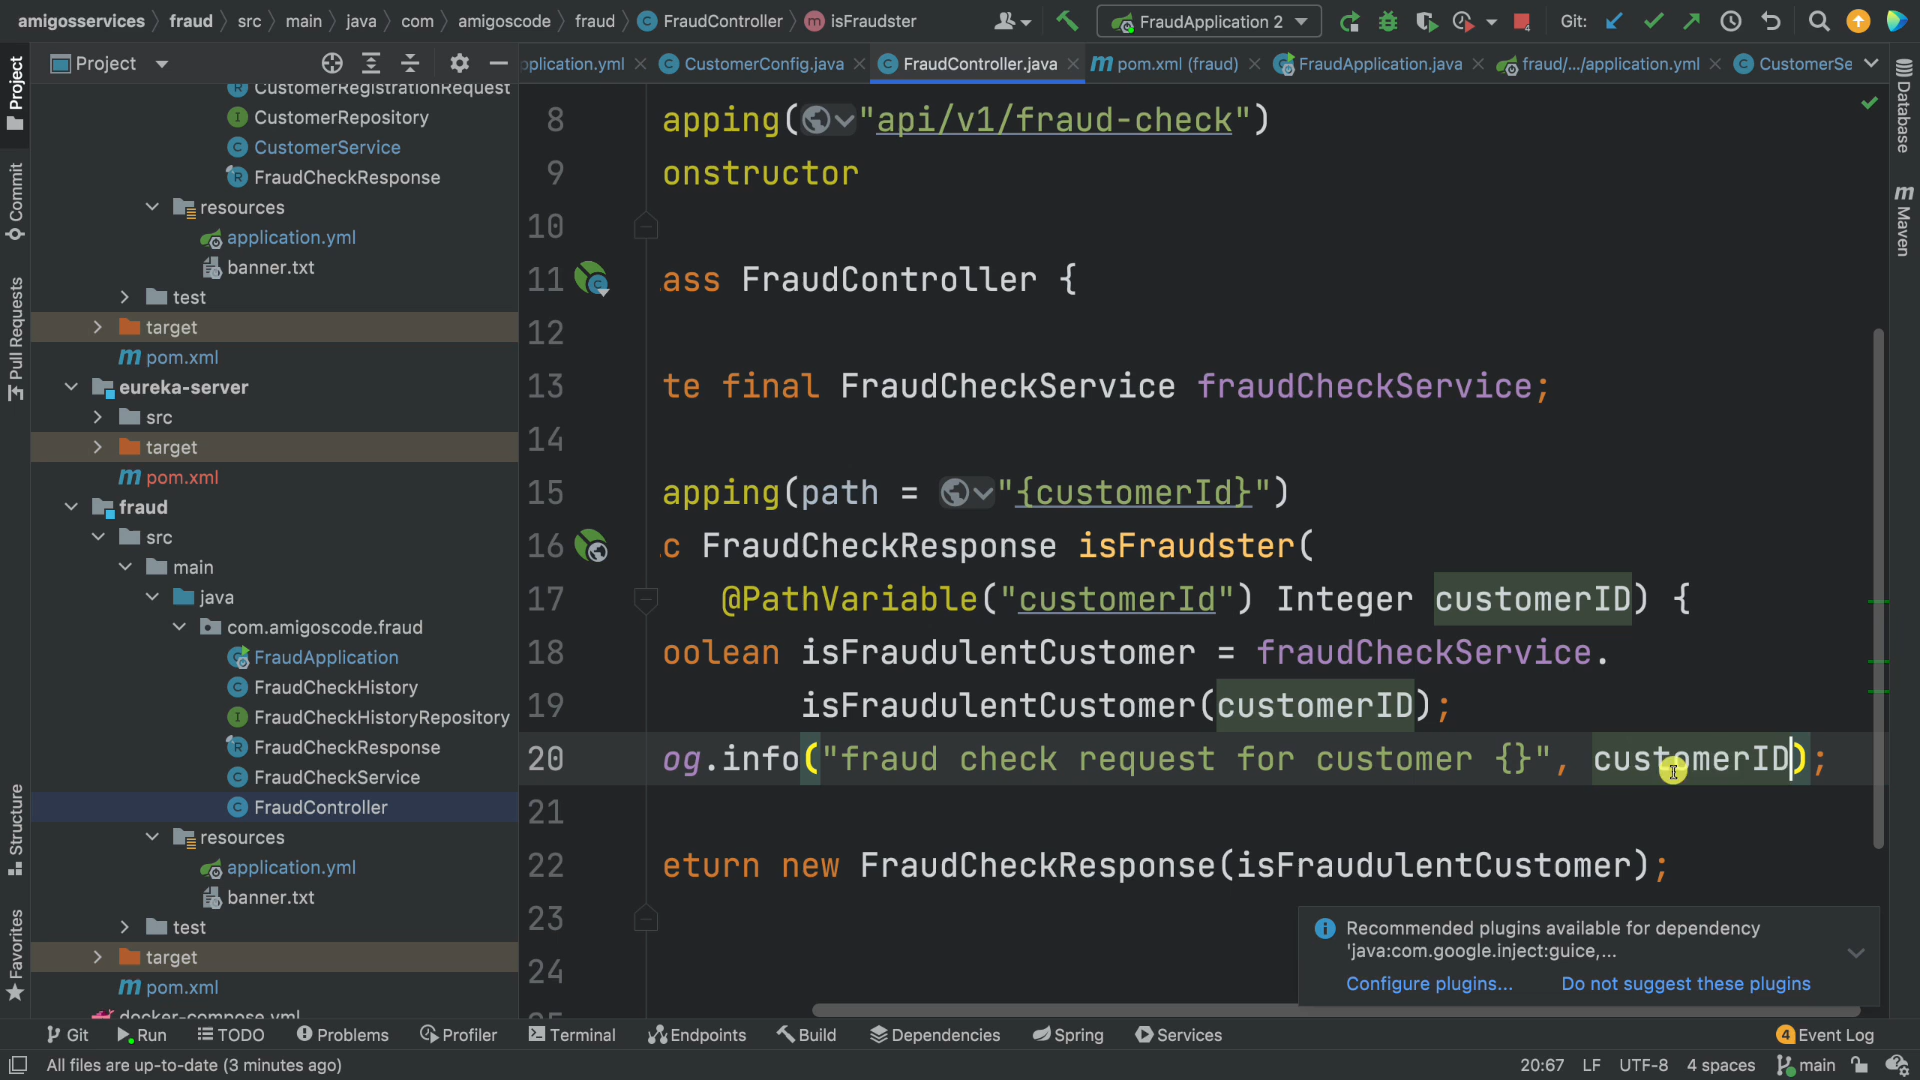 amigosservices fraud src main java com amigoscode fraud FraudController isFraudster FraudApplication 2 Git:
Project
pplication.yml CustomerConfig.java FraudController.java pom.xml (fraud) FraudApplication.java fraud/.../application.yml CustomerSe
Project
Commit
Pull Requests
Structure
Favorites
CustomerRegistrationRequest
CustomerRepository
CustomerService
FraudCheckResponse
resources
application.yml
banner.txt
test
target
pom.xml
eureka-server
src
target
pom.xml
fraud
src
main
java
com.amigoscode.fraud
FraudApplication
FraudCheckHistory
FraudCheckHistoryRepository
FraudCheckResponse
FraudCheckService
FraudController
resources
application.yml
banner.txt
test
target
pom.xml
docker-compose.yml
8 apping("api/v1/fraud-check")
9 onstructor
10
11 ass FraudController {
12
13 te final FraudCheckService fraudCheckService;
14
15 apping(path = "{customerId}")
16 c FraudCheckResponse isFraudster(
17 @PathVariable("customerId") Integer customerID) {
18 oolean isFraudulentCustomer = fraudCheckService.
19 isFraudulentCustomer(customerID);
20 og.info("fraud check request for customer {}", customerID);
21
22 eturn new FraudCheckResponse(isFraudulentCustomer);
23
24
Database
Maven
Recommended plugins available for dependency
'java:com.google.inject:guice,...
Configure plugins... Do not suggest these plugins
Git Run TODO Problems Profiler Terminal Endpoints Build Dependencies Spring Services 4 Event Log
All files are up-to-date (3 minutes ago) 20:67 LF UTF-8 4 spaces main